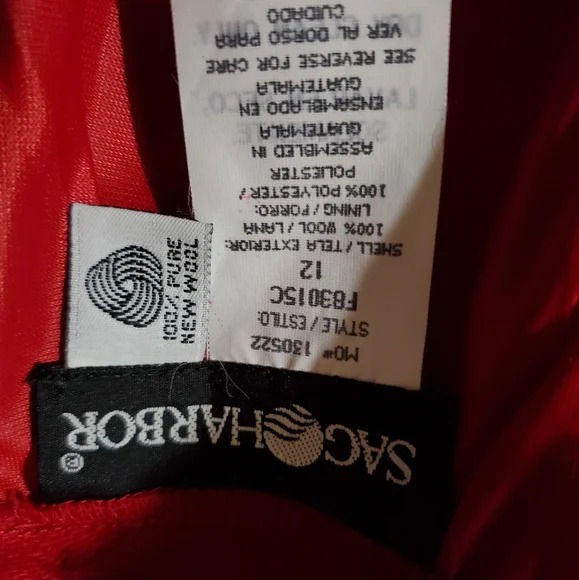 SAG HARBOR®
100% PURE
NEW WOOL
MO# 130522
STYLE / ESTILO:
F83015C
12
SHELL / TELA EXTERIOR:
100% WOOL / LANA
LINING / FORRO:
100% POLYESTER /
POLIESTER
ASSEMBLED IN
GUATEMALA
ENSAMBLADO EN
GUATEMALA
SEE REVERSE FOR CARE
VER AL DORSO PARA
CUIDADO